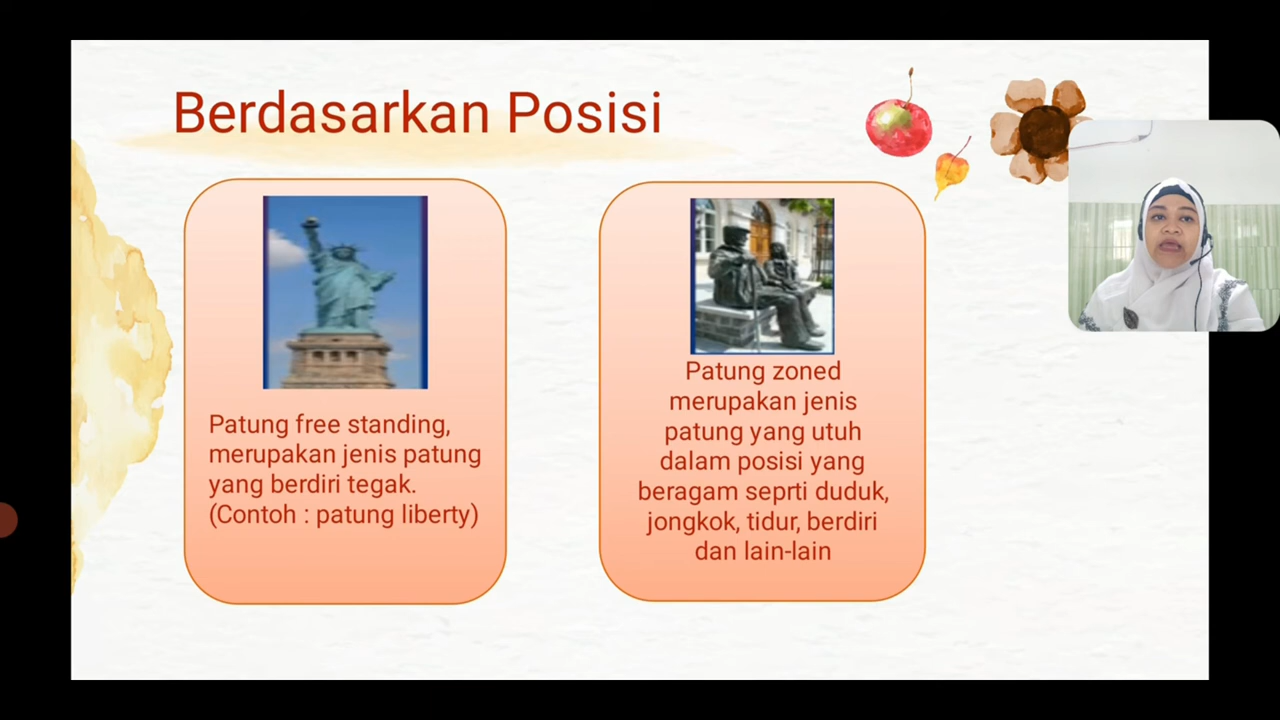 Berdasarkan Posisi
Patung free standing,
merupakan jenis patung
yang berdiri tegak.
(Contoh : patung liberty)
Patung zoned
merupakan jenis
patung yang utuh
dalam posisi yang
beragam seprti duduk,
jongkok, tidur, berdiri
dan lain-lain